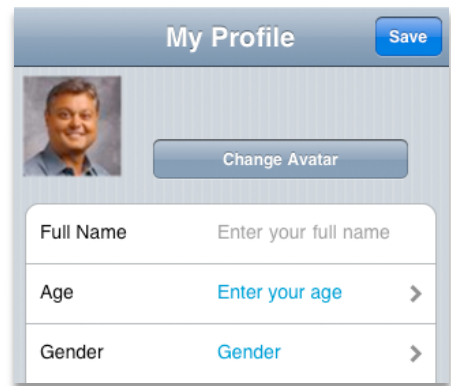 My Profile
Save
Change Avatar
Full Name Enter your full name
Age Enter your age
Gender Gender